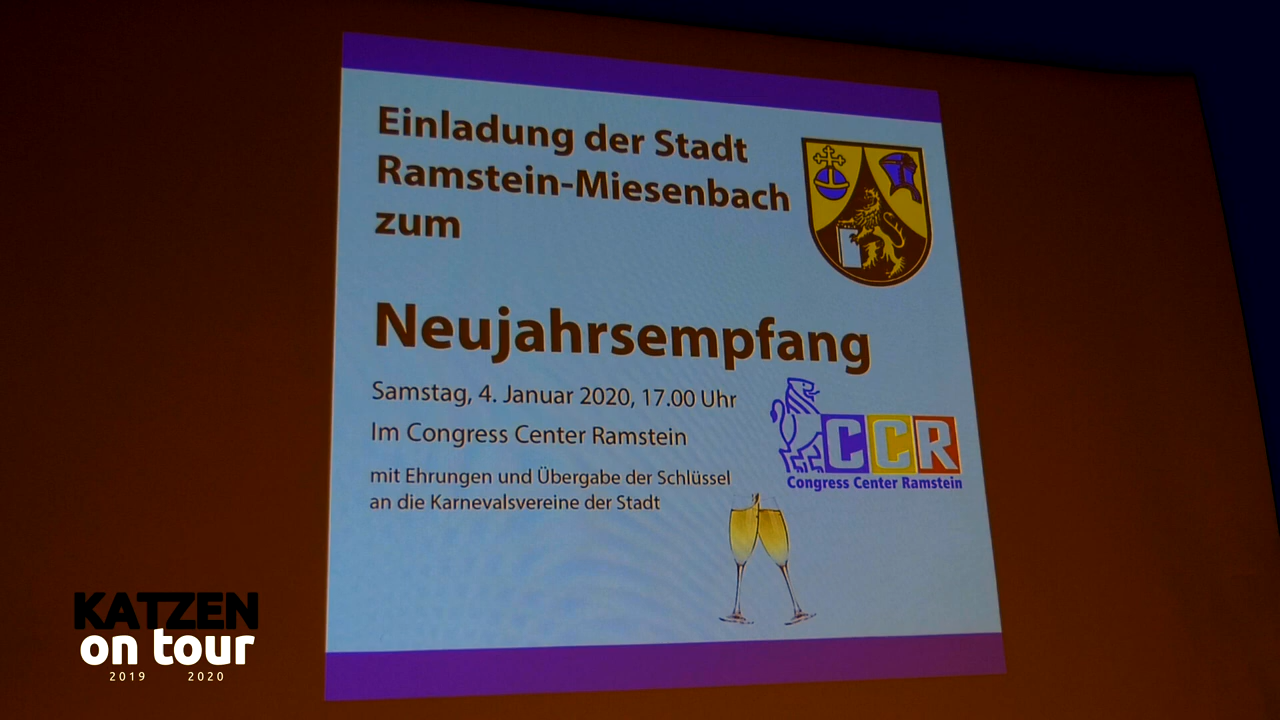 Einladung der Stadt
Ramstein-Miesenbach
zum
Neujahrsempfang
Samstag, 4. Januar 2020, 17.00 Uhr
Im Congress Center Ramstein
mit Ehrungen und Übergabe der Schlüssel
an die Karnevalsvereine der Stadt
CCR
Congress Center Ramstein
KATZEN
on tour
2019 2020